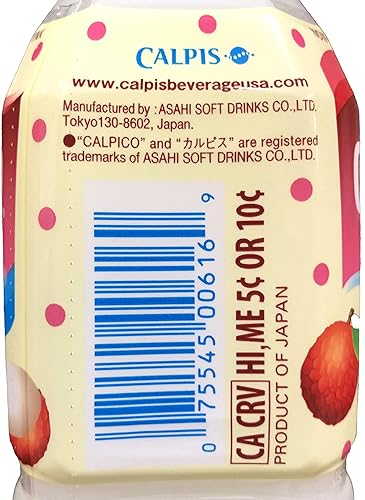 CALPIS
www.calpisbeverageusa.com
Manufactured by : ASAHI SOFT DRINKS CO.,LTD.
Tokyo130-8602, Japan.
●"CALPICO" and "カルピス" are registered
trademarks of ASAHI SOFT DRINKS CO.,LTD.
0 75545 00616 9
CA CRV HI,ME 5¢ OR 10¢
PRODUCT OF JAPAN